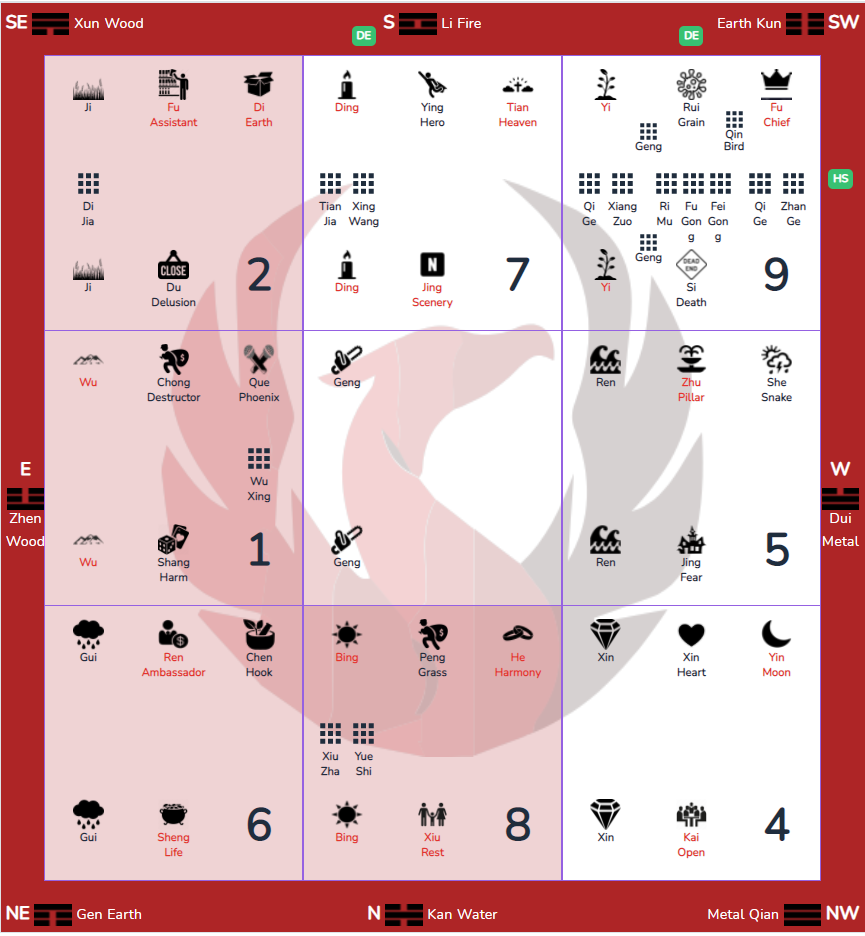 SE Xun Wood S Li Fire Earth Kun SW
DE DE
Ji Fu Di Ding Ying Tian Yi Rui Fu
Assistant Earth Hero Heaven Grain Chief
Geng Qin
Bird
HS
Di Tian Xing Qi Xiang Ri Fu Fei Qi Zhan
Jia Jia Wang Ge Zuo Mu Gon Gon Ge Ge
g g
CLOSE N Geng DEAD END
Ji Du 2 Ding Jing 7 Yi Si 9
Delusion Scenery Death
Wu Chong Que Geng Ren Zhu She
Destructor Phoenix Pillar Snake
E W
Wu
Xing
Zhen Dui
Wood Metal
Wu Shang 1 Geng Ren Jing 5
Harm Fear
Gui Ren Chen Bing Peng He Xin Xin Yin
Ambassador Hook Grass Harmony Heart Moon
Xiu Yue
Zha Shi
Gui Sheng 6 Bing Xiu 8 Xin Kai 4
Life Rest Open
NE Gen Earth N Kan Water Metal Qian NW